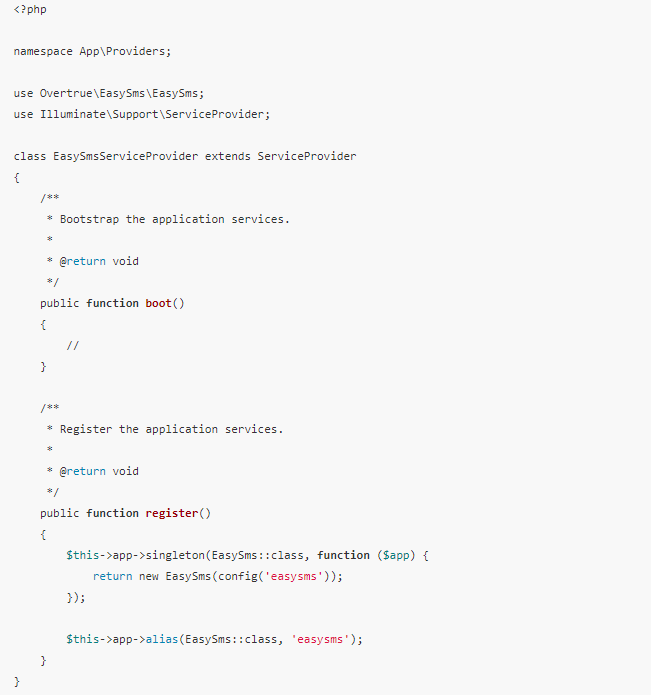 <?php
namespace App\Providers;
use Overtrue\EasySms\EasySms;
use Illuminate\Support\ServiceProvider;
class EasySmsServiceProvider extends ServiceProvider
{
    /**
     * Bootstrap the application services.
     *
     * @return void
     */
    public function boot()
    {
        //
    }
    /**
     * Register the application services.
     *
     * @return void
     */
    public function register()
    {
        $this->app->singleton(EasySms::class, function ($app) {
            return new EasySms(config('easysms'));
        });
        $this->app->alias(EasySms::class, 'easysms');
    }
}